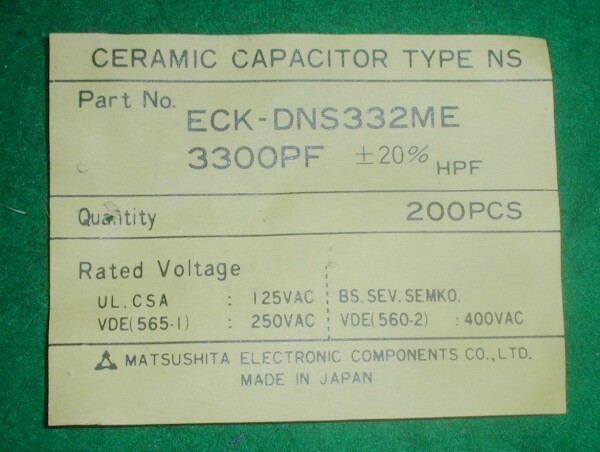 CERAMIC CAPACITOR TYPE NS
Part No. ECK-DNS332ME
3300PF ±20% HPF
Quantity 200PCS
Rated Voltage
UL. CSA : 125VAC BS. SEV. SEMKO.
VDE(565-1) : 250VAC VDE(560-2) : 400VAC
MATSUSHITA ELECTRONIC COMPONENTS CO., LTD.
MADE IN JAPAN